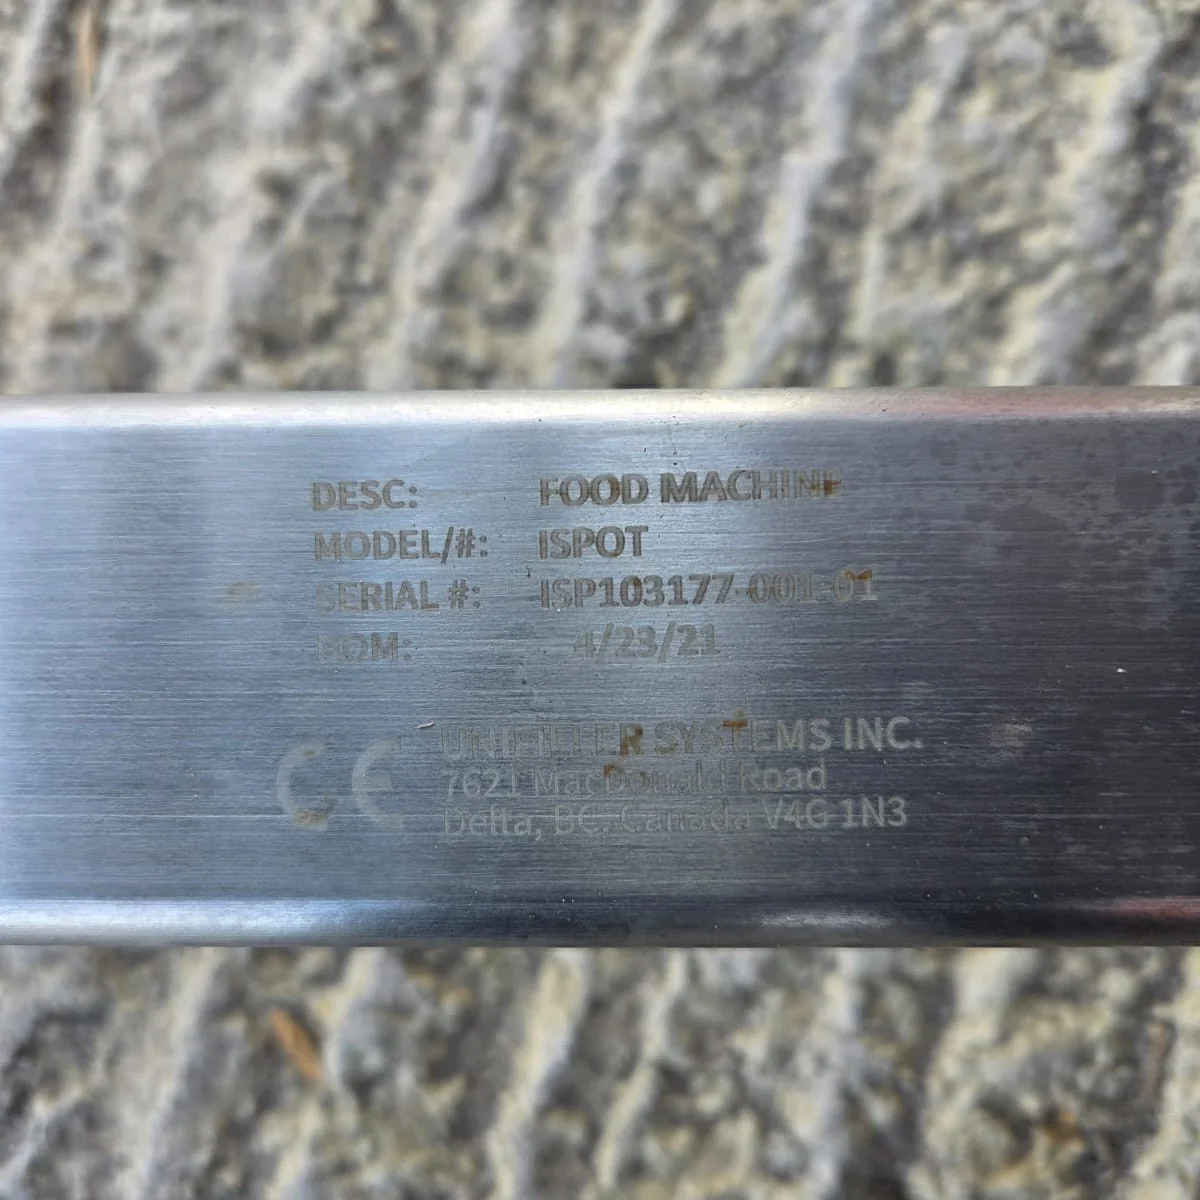 DESC: FOOD MACHINE
MODEL/#: ISPOT
SERIAL #: ISP103177-001-01
DOM: 4/23/21
CE
UNIFILLER SYSTEMS INC.
7621 MacDonald Road
Delta, BC, Canada V4G 1N3